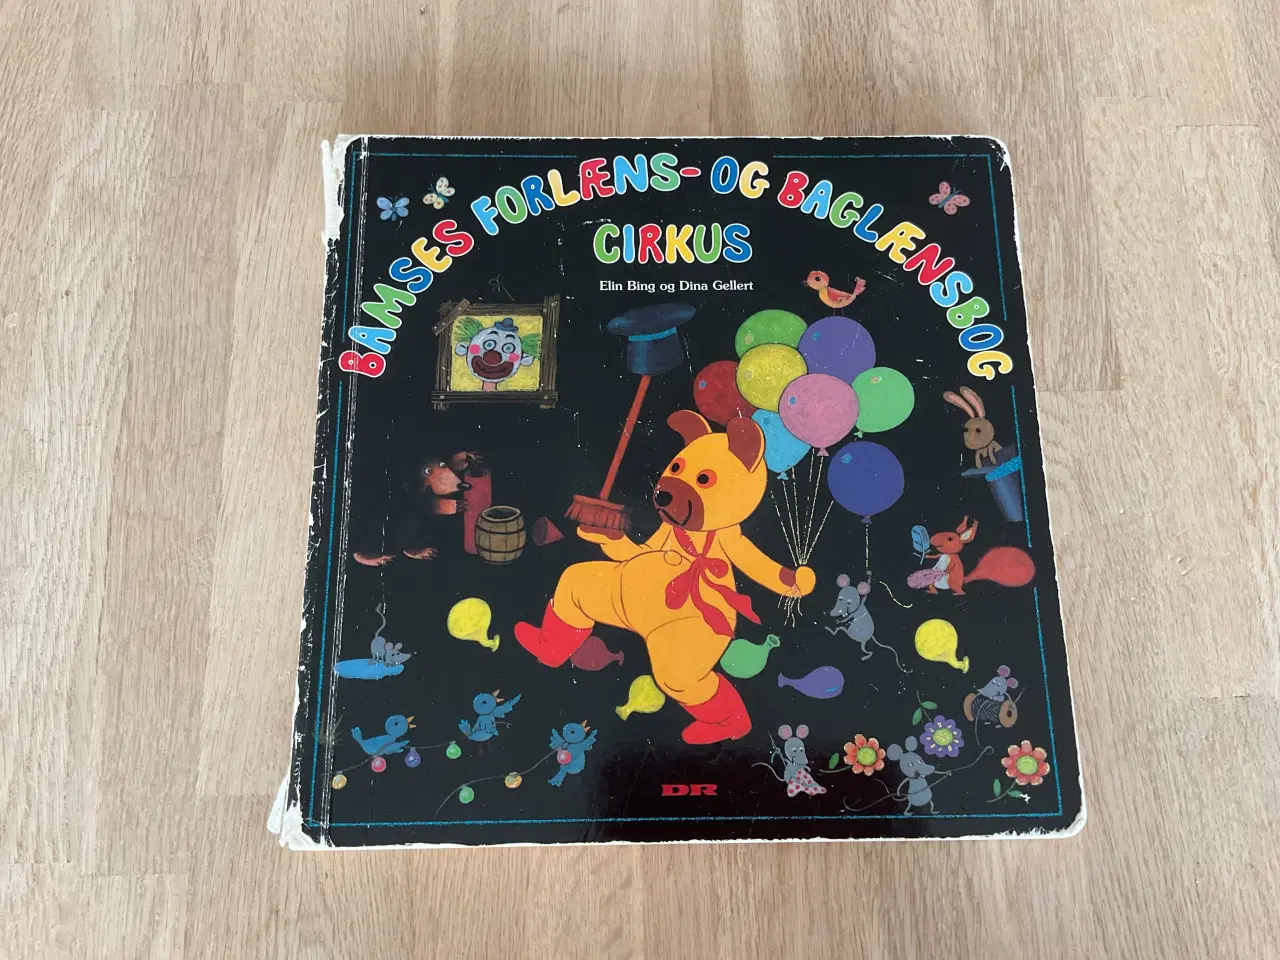 BAMSES FORLÆNS- OG BAGLÆNSBOG
CIRKUS
Elin Bing og Dina Gellert
DR